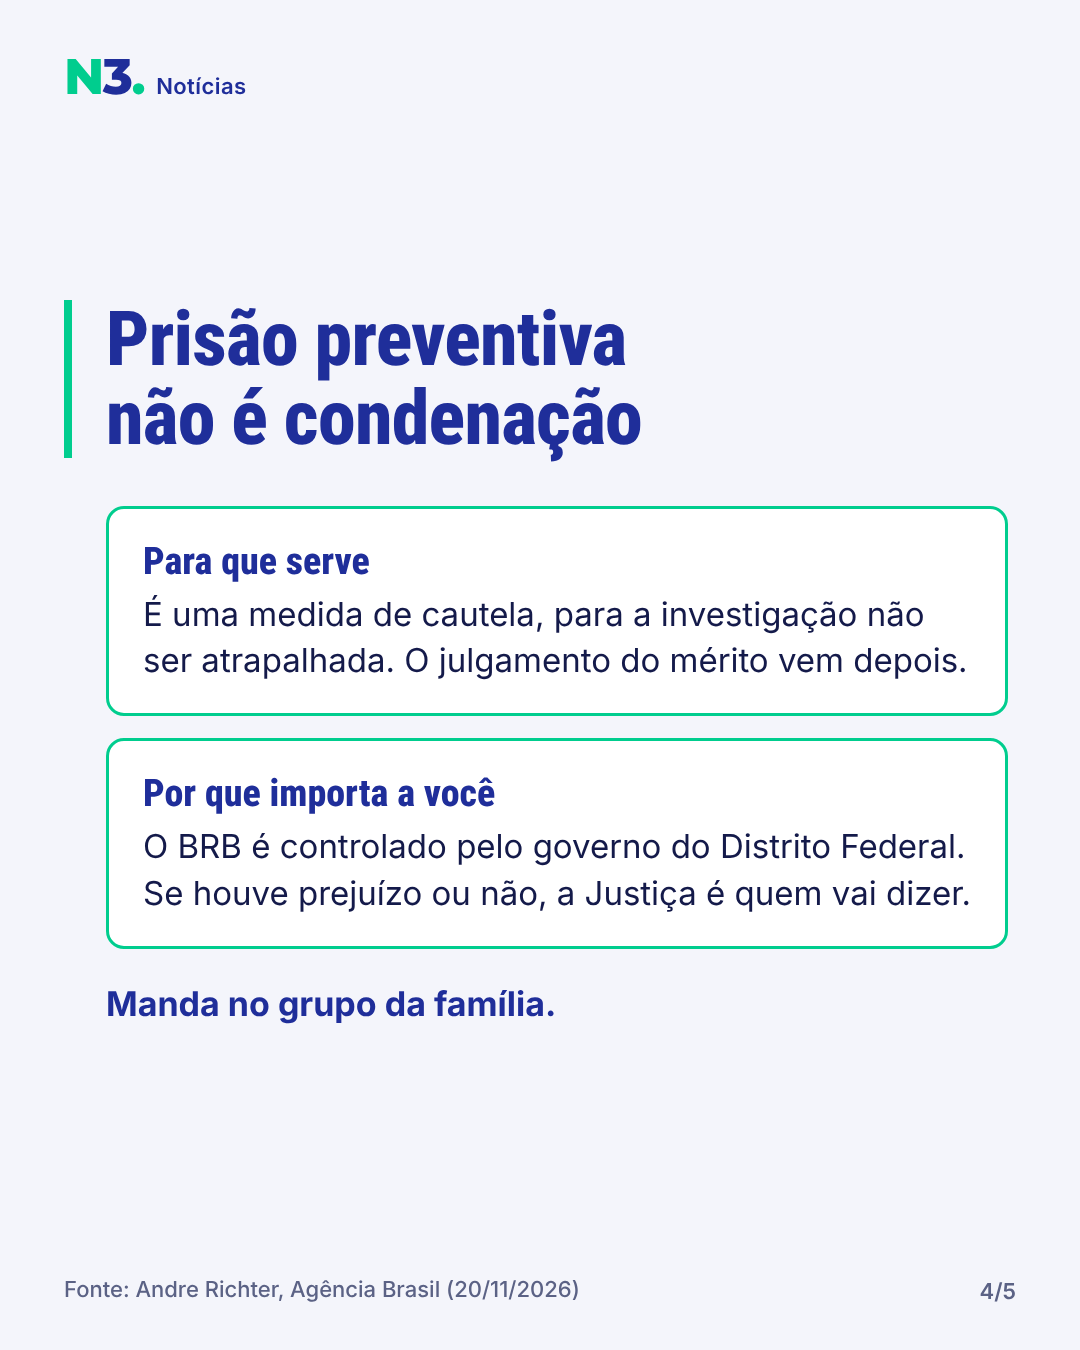 N3. Notícias
Prisão preventiva
não é condenação
Para que serve
É uma medida de cautela, para a investigação não
ser atrapalhada. O julgamento do mérito vem depois.
Por que importa a você
O BRB é controlado pelo governo do Distrito Federal.
Se houve prejuízo ou não, a Justiça é quem vai dizer.
Manda no grupo da família.
Fonte: Andre Richter, Agência Brasil (20/11/2026)
4/5